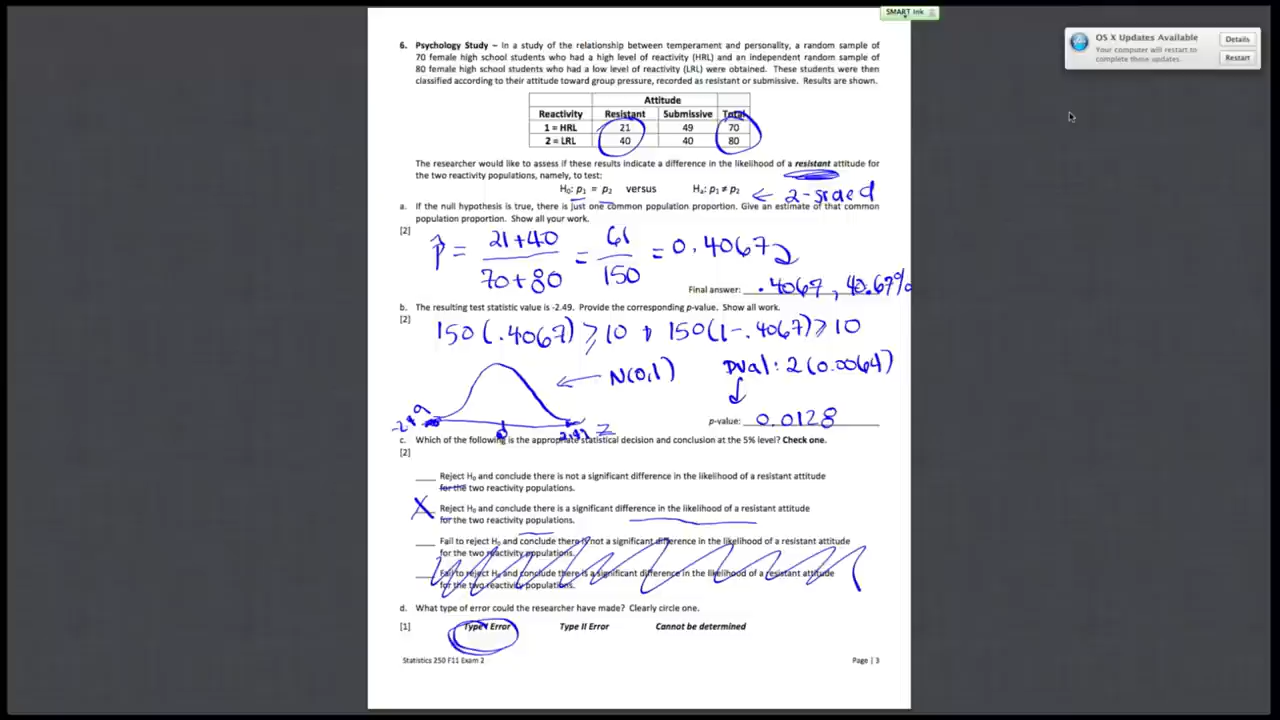 SMART Ink
OS X Updates Available
Your computer will restart to
complete these updates.
Details
Restart
6. Psychology Study – In a study of the relationship between temperament and personality, a random sample of
70 female high school students who had a high level of reactivity (HRL) and an independent random sample of
80 female high school students who had a low level of reactivity (LRL) were obtained. These students were then
classified according to their attitude toward group pressure, recorded as resistant or submissive. Results are shown.
Attitude
Reactivity Resistant Submissive Total
1 = HRL 21 49 70
2 = LRL 40 40 80
The researcher would like to assess if these results indicate a difference in the likelihood of a resistant attitude for
the two reactivity populations, namely, to test:
H₀: p₁ = p₂ versus Hₐ: p₁ ≠ p₂ ← 2-sided
a. If the null hypothesis is true, there is just one common population proportion. Give an estimate of that common
population proportion. Show all your work.
[2]
p̂ = 21+40 / 70+80 = 61 / 150 = 0.4067
Final answer: .4067, 40.67%
b. The resulting test statistic value is -2.49. Provide the corresponding p-value. Show all work.
[2]
150(.4067) ≥ 10 + 150(1-.4067) ≥ 10
← N(0,1)
pval: 2(0.0064)
-2.49 0 2.49 z
p-value: 0.0128
c. Which of the following is the appropriate statistical decision and conclusion at the 5% level? Check one.
[2]
Reject H₀ and conclude there is not a significant difference in the likelihood of a resistant attitude
for the two reactivity populations.
X Reject H₀ and conclude there is a significant difference in the likelihood of a resistant attitude
for the two reactivity populations.
Fail to reject H₀ and conclude there is not a significant difference in the likelihood of a resistant attitude
for the two reactivity populations.
Fail to reject H₀ and conclude there is a significant difference in the likelihood of a resistant attitude
for the two reactivity populations.
d. What type of error could the researcher have made? Clearly circle one.
[1]
Type I Error Type II Error Cannot be determined
Statistics 250 F11 Exam 2
Page | 3